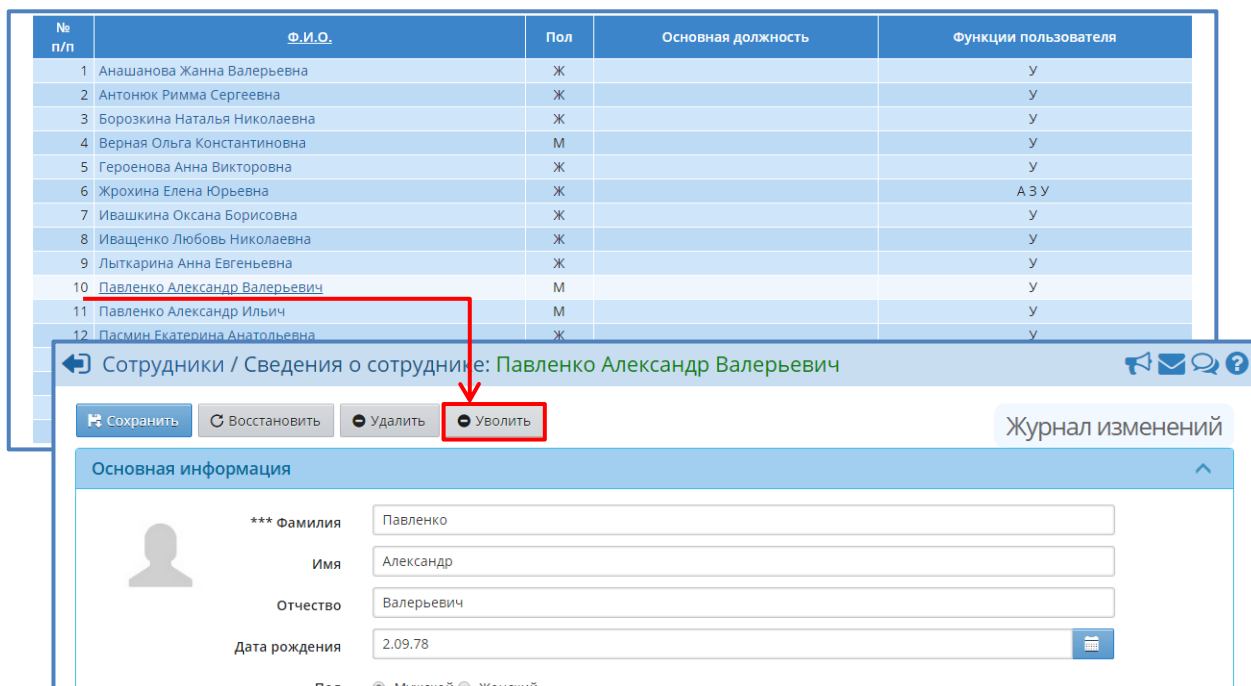 № п/п Ф.И.О. Пол Основная должность Функции пользователя
1 Анашанова Жанна Валерьевна Ж У
2 Антонюк Римма Сергеевна Ж У
3 Борозкина Наталья Николаевна Ж У
4 Верная Ольга Константиновна М У
5 Героенова Анна Викторовна Ж У
6 Жрохина Елена Юрьевна Ж А З У
7 Ивашкина Оксана Борисовна Ж У
8 Иващенко Любовь Николаевна Ж У
9 Лыткарина Анна Евгеньевна Ж У
10 Павленко Александр Валерьевич М У
11 Павленко Александр Ильич М У
12 Пасмин Екатерина Анатольевна Ж У
Сотрудники / Сведения о сотруднике: Павленко Александр Валерьевич
Сохранить Восстановить Удалить Уволить
Журнал изменений
Основная информация
*** Фамилия Павленко
Имя Александр
Отчество Валерьевич
Дата рождения 2.09.78
Пол Мужской Женский